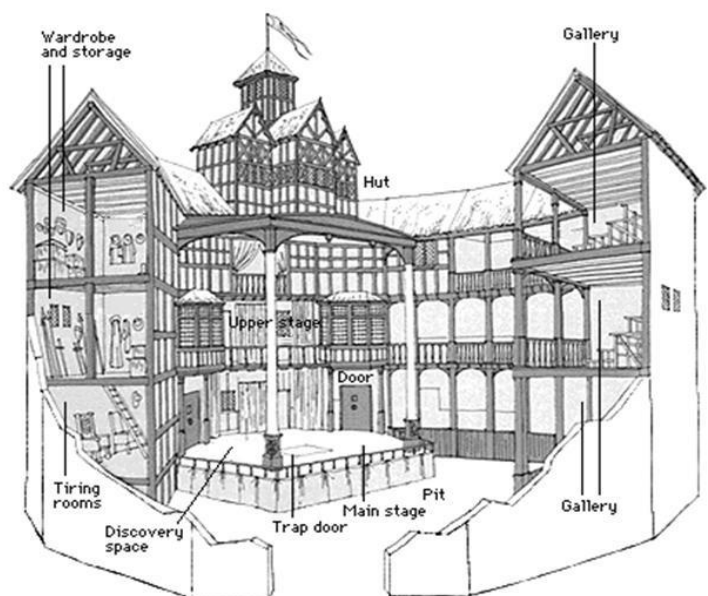 Wardrobe
and storage
Gallery
Hut
Upper stage
Door
Tiring
rooms
Discovery
space
Trap door
Main stage
Pit
Gallery